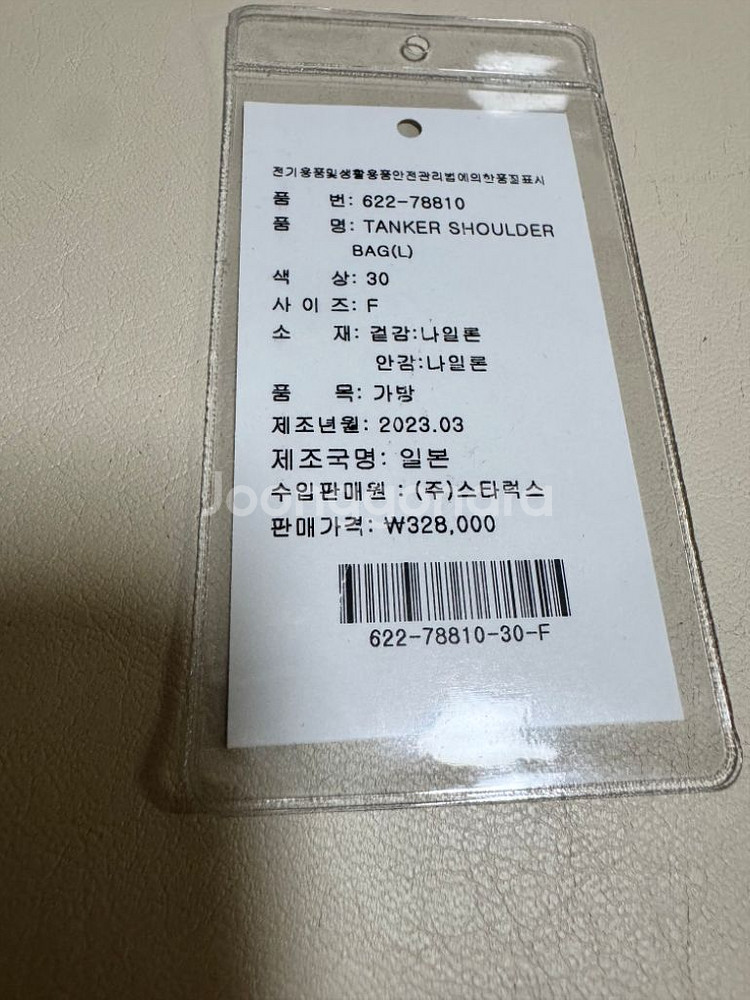 전기용품및생활용품안전관리법에의한품질표시
품 번: 622-78810
품 명: TANKER SHOULDER
BAG(L)
색 상: 30
사 이 즈: F
소 재: 겉감:나일론
안감:나일론
품 목: 가방
제조년월: 2023.03
제조국명: 일본
수입판매원 : (주)스타럭스
Joonggonara
판매가격: ₩328,000
622-78810-30-F